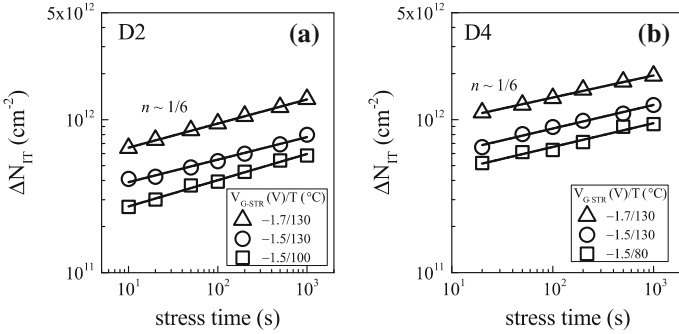 5x10¹²
D2
(a)
n ~ 1/6
10¹²
ΔN_IT (cm⁻²)
V_G-STR (V)/T (°C)
−1.7/130
−1.5/130
−1.5/100
10¹¹
10¹ 10² 10³
stress time (s)
5x10¹²
D4
(b)
n ~ 1/6
10¹²
ΔN_IT (cm⁻²)
V_G-STR (V)/T (°C)
−1.7/130
−1.5/130
−1.5/80
10¹¹
10¹ 10² 10³
stress time (s)